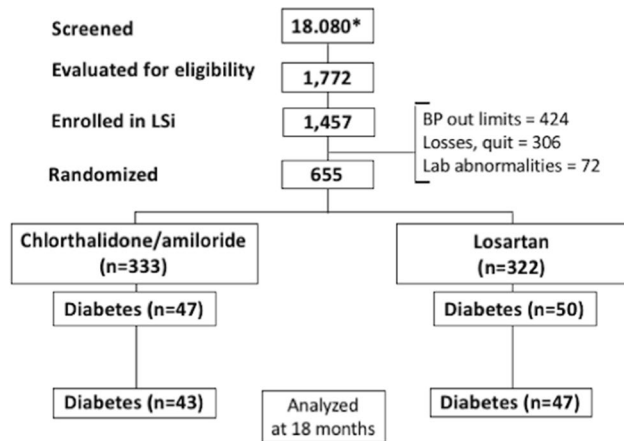 Screened
18.080*
Evaluated for eligibility
1,772
Enrolled in LSi
1,457
BP out limits = 424
Losses, quit = 306
Lab abnormalities = 72
Randomized
655
Chlorthalidone/amiloride
(n=333)
Losartan
(n=322)
Diabetes (n=47)
Diabetes (n=50)
Diabetes (n=43)
Analyzed
at 18 months
Diabetes (n=47)